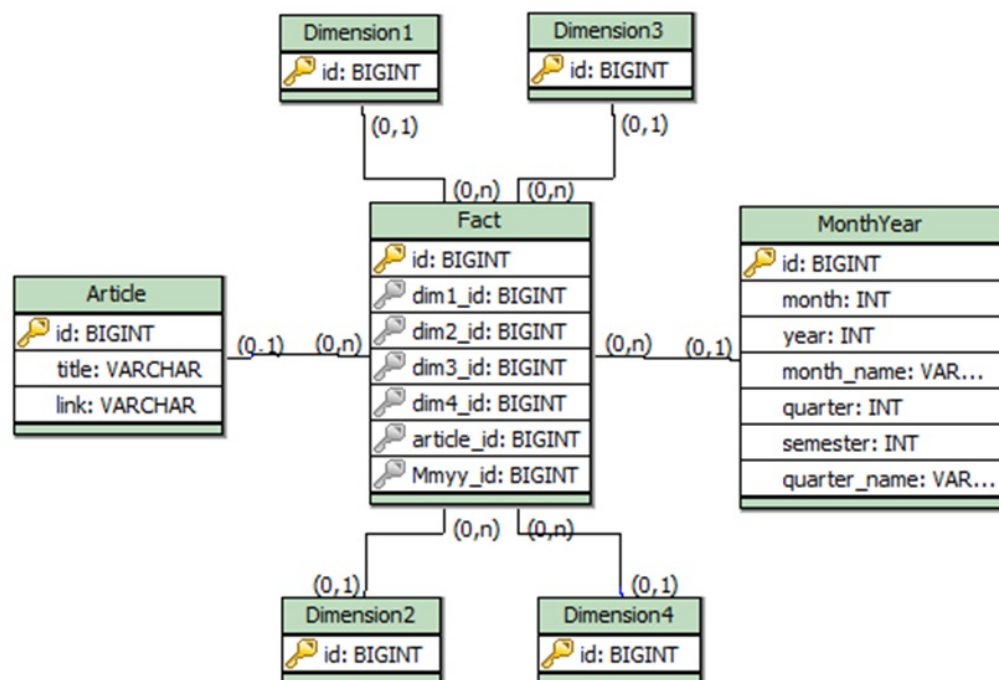 Dimension1
id: BIGINT
(0,1)
Dimension3
id: BIGINT
(0,1)
(0,n)
(0,n)
Fact
id: BIGINT
dim1_id: BIGINT
dim2_id: BIGINT
dim3_id: BIGINT
dim4_id: BIGINT
article_id: BIGINT
Mmyy_id: BIGINT
Article
id: BIGINT
title: VARCHAR
link: VARCHAR
(0,1)
(0,n)
(0,n)
(0,1)
MonthYear
id: BIGINT
month: INT
year: INT
month_name: VAR...
quarter: INT
semester: INT
quarter_name: VAR...
(0,n)
(0,n)
(0,1)
(0,1)
Dimension2
id: BIGINT
Dimension4
id: BIGINT